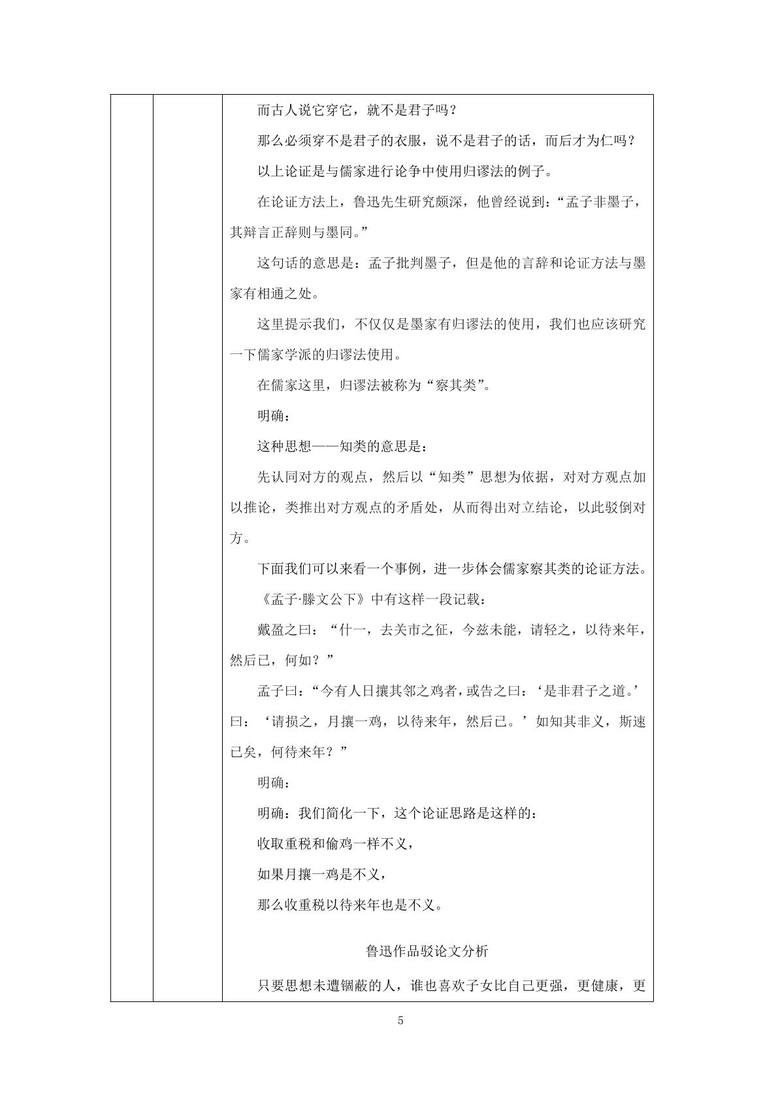 而古人说它穿它，就不是君子吗？
那么必须穿不是君子的衣服，说不是君子的话，而后才为仁吗？
以上论证是与儒家进行论争中使用归谬法的例子。
在论证方法上，鲁迅先生研究颇深，他曾经说到：“孟子非墨子，
其辩言正辞则与墨同。”
这句话的意思是：孟子批判墨子，但是他的言辞和论证方法与墨
家有相通之处。
这里提示我们，不仅仅是墨家有归谬法的使用，我们也应该研究
一下儒家学派的归谬法使用。
在儒家这里，归谬法被称为“察其类”。
明确：
这种思想——知类的意思是：
先认同对方的观点，然后以“知类”思想为依据，对对方观点加
以推论，类推出对方观点的矛盾处，从而得出对立结论，以此驳倒对
方。
下面我们可以来看一个事例，进一步体会儒家察其类的论证方法。
《孟子·滕文公下》中有这样一段记载：
戴盈之曰：“什一，去关市之征，今兹未能，请轻之，以待来年，
然后已，何如？”
孟子曰：“今有人日攘其邻之鸡者，或告之曰：‘是非君子之道。’
曰：‘请损之，月攘一鸡，以待来年，然后已。’如知其非义，斯速
已矣，何待来年？”
明确：
明确：我们简化一下，这个论证思路是这样的：
收取重税和偷鸡一样不义，
如果月攘一鸡是不义，
那么收重税以待来年也是不义。
鲁迅作品驳论文分析
只要思想未遭锢蔽的人，谁也喜欢子女比自己更强，更健康，更
5